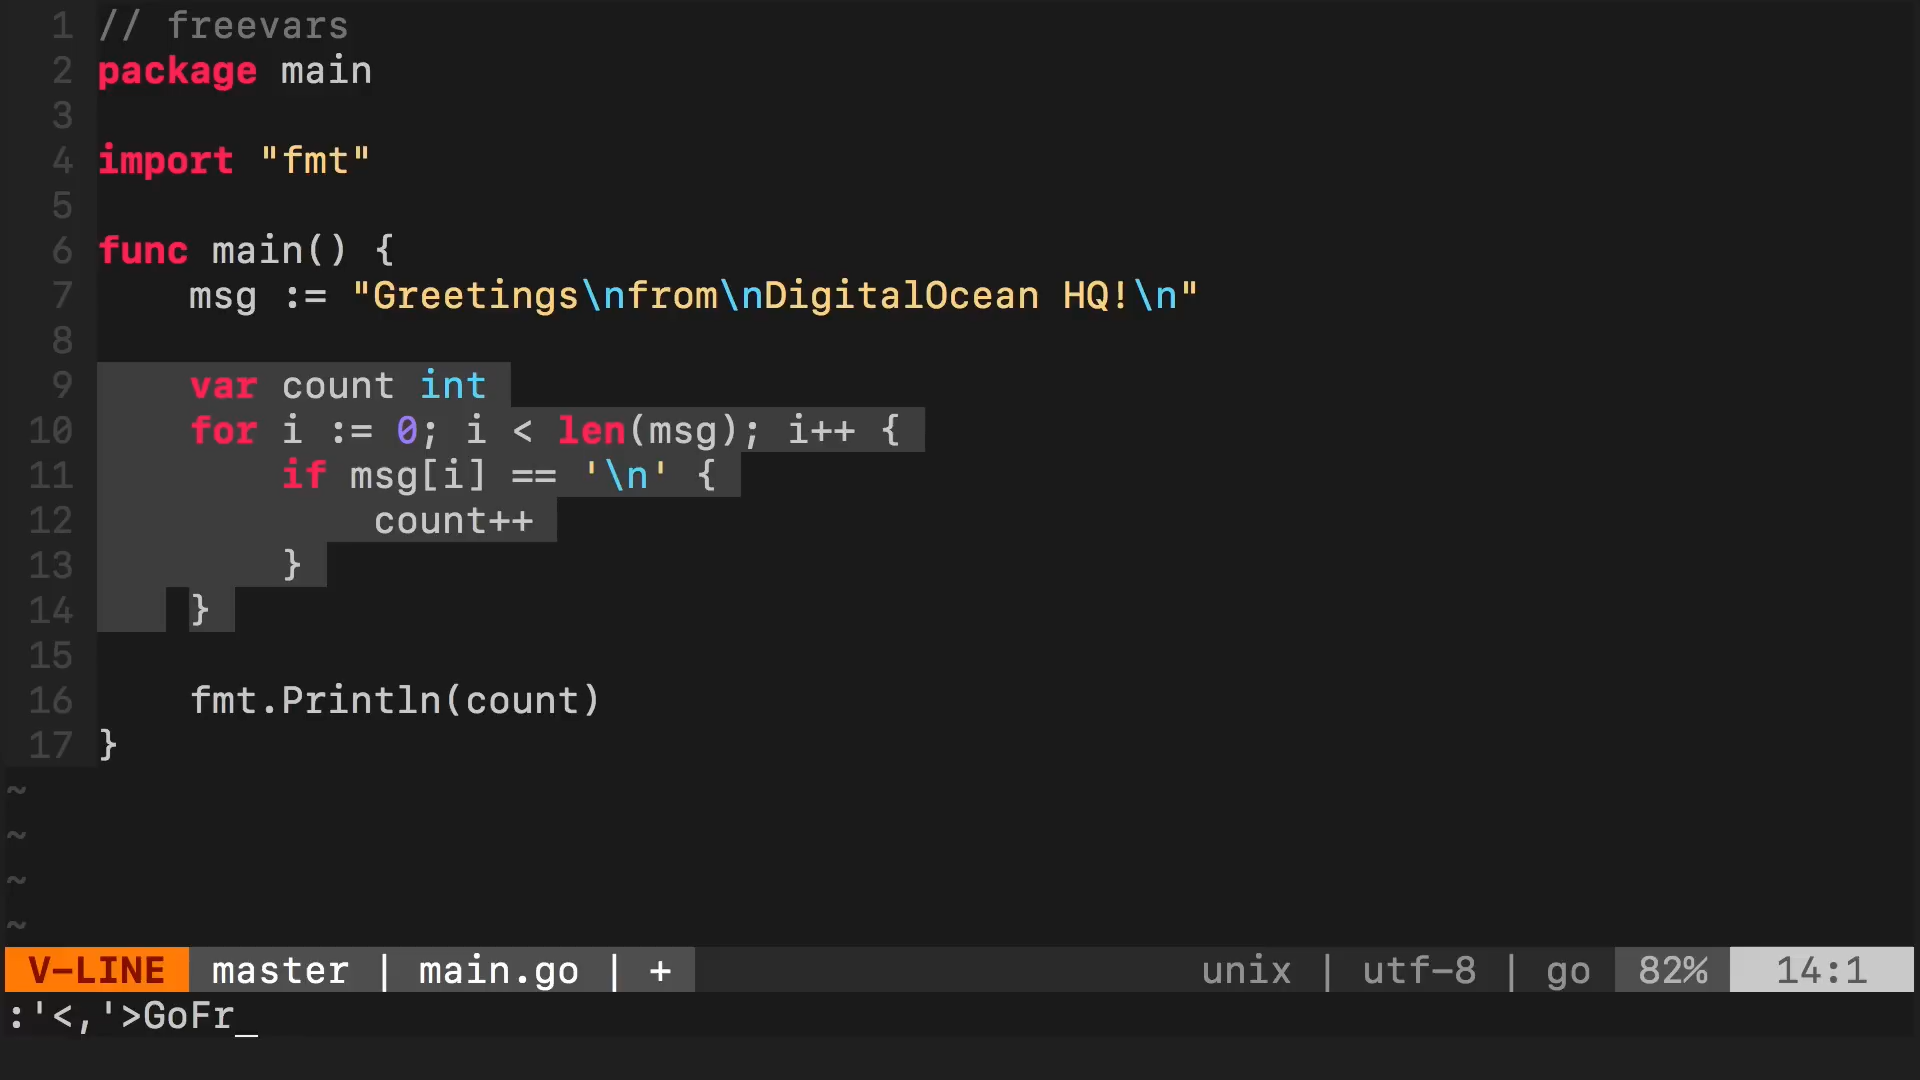 1 // freevars
2 package main
3
4 import "fmt"
5
6 func main() {
7     msg := "Greetings\nfrom\nDigitalOcean HQ!\n"
8
9     var count int
10     for i := 0; i < len(msg); i++ {
11         if msg[i] == '\n' {
12             count++
13         }
14     }
15
16     fmt.Println(count)
17 }
~
~
~
~
V-LINE master | main.go | + unix | utf-8 | go 82% 14:1
:'<,'>GoFr_